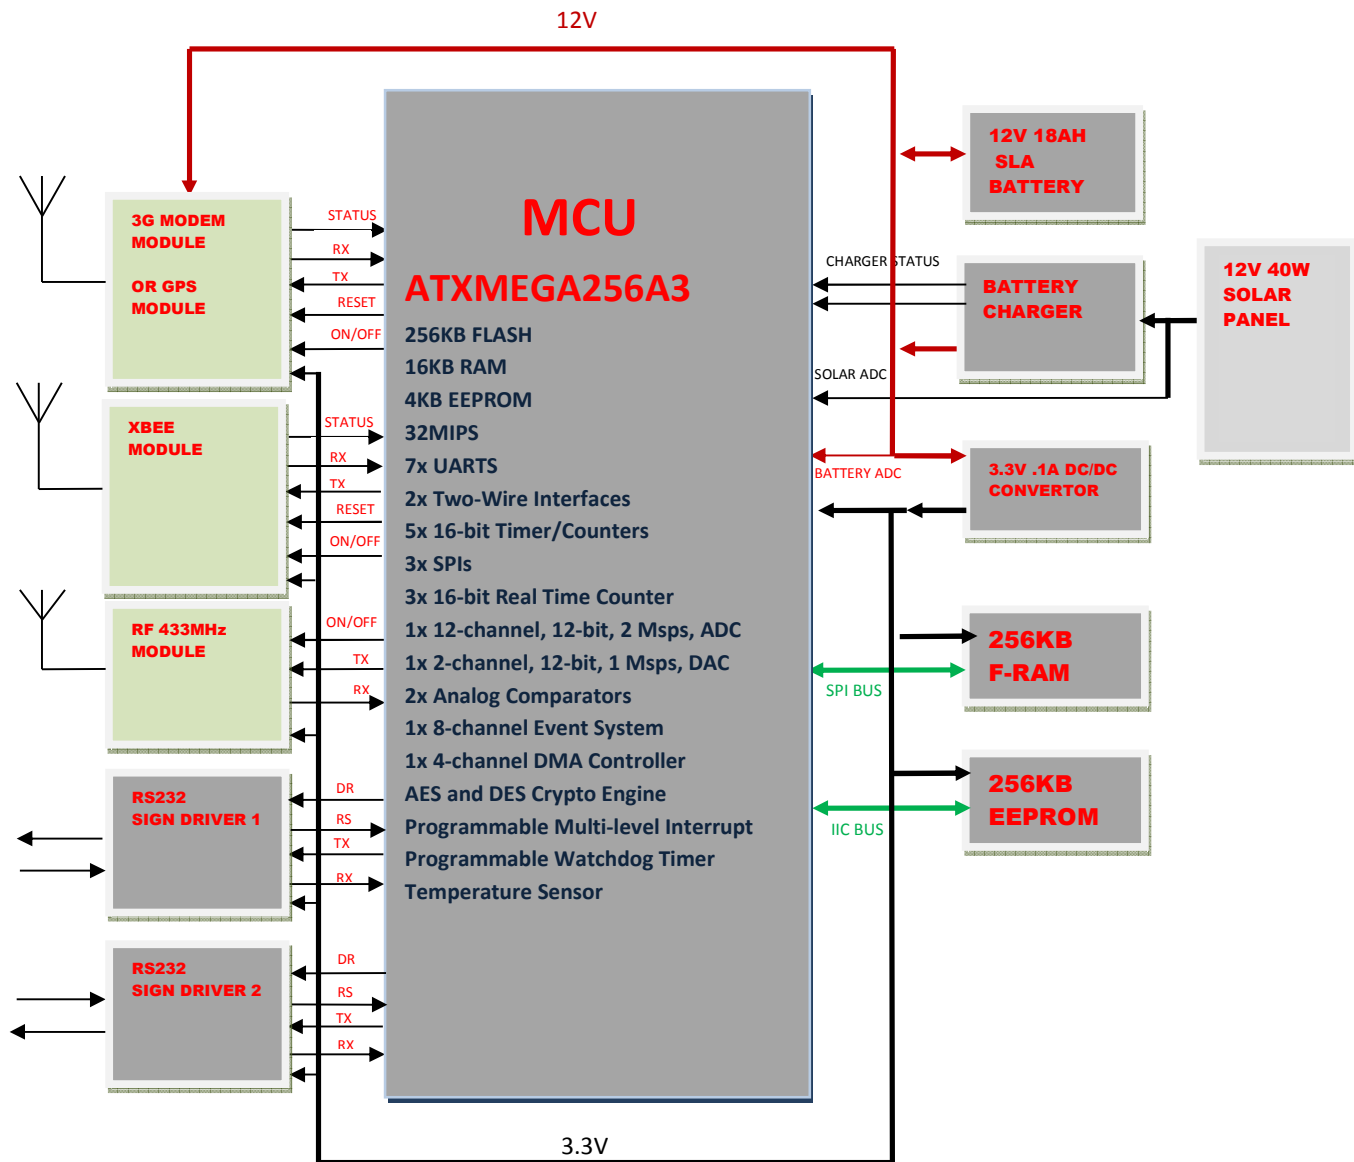 12V
3G MODEM
MODULE
OR GPS
MODULE
STATUS
RX
TX
RESET
ON/OFF
XBEE
MODULE
STATUS
RX
TX
RESET
ON/OFF
RF 433MHz
MODULE
ON/OFF
TX
RX
RS232
SIGN DRIVER 1
DR
RS
TX
RX
RS232
SIGN DRIVER 2
DR
RS
TX
RX
MCU
ATXMEGA256A3
256KB FLASH
16KB RAM
4KB EEPROM
32MIPS
7x UARTS
2x Two-Wire Interfaces
5x 16-bit Timer/Counters
3x SPIs
3x 16-bit Real Time Counter
1x 12-channel, 12-bit, 2 Msps, ADC
1x 2-channel, 12-bit, 1 Msps, DAC
2x Analog Comparators
1x 8-channel Event System
1x 4-channel DMA Controller
AES and DES Crypto Engine
Programmable Multi-level Interrupt
Programmable Watchdog Timer
Temperature Sensor
12V 18AH
SLA
BATTERY
CHARGER STATUS
BATTERY
CHARGER
12V 40W
SOLAR
PANEL
SOLAR ADC
BATTERY ADC
3.3V .1A DC/DC
CONVERTOR
256KB
F-RAM
SPI BUS
256KB
EEPROM
IIC BUS
3.3V